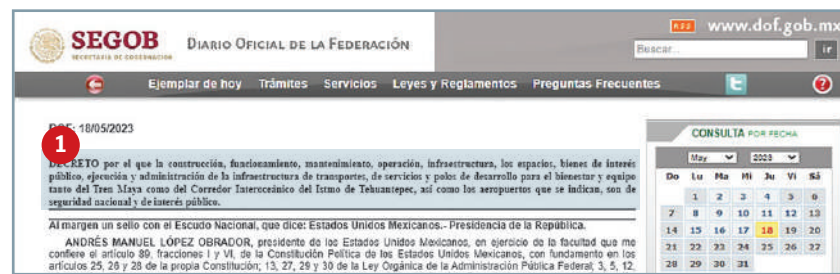 RSS www.dof.gob.mx
SEGOB DIARIO OFICIAL DE LA FEDERACIÓN
SECRETARÍA DE GOBERNACIÓN
Buscar... ir
Ejemplar de hoy Trámites Servicios Leyes y Reglamentos Preguntas Frecuentes t ?
DOF: 18/05/2023
1
DECRETO por el que la construcción, funcionamiento, mantenimiento, operación, infraestructura, los espacios, bienes de interés
público, ejecución y administración de la infraestructura de transportes, de servicios y polos de desarrollo para el bienestar y equipo
tanto del Tren Maya como del Corredor Interoceánico del Istmo de Tehuantepec, así como los aeropuertos que se indican, son de
seguridad nacional y de interés público.
Al margen un sello con el Escudo Nacional, que dice: Estados Unidos Mexicanos.- Presidencia de la República.
ANDRÉS MANUEL LÓPEZ OBRADOR, presidente de los Estados Unidos Mexicanos, en ejercicio de la facultad que me
confiere el artículo 89, fracciones I y VI, de la Constitución Política de los Estados Unidos Mexicanos, con fundamento en los
artículos 25, 26 y 28 de la propia Constitución; 13, 27, 29 y 30 de la Ley Orgánica de la Administración Pública Federal; 3, 5, 12,
CONSULTA POR FECHA
May 2023
Do Lu Ma Mi Ju Vi Sá
1 2 3 4 5 6
7 8 9 10 11 12 13
14 15 16 17 18 19 20
21 22 23 24 25 26 27
28 29 30 31